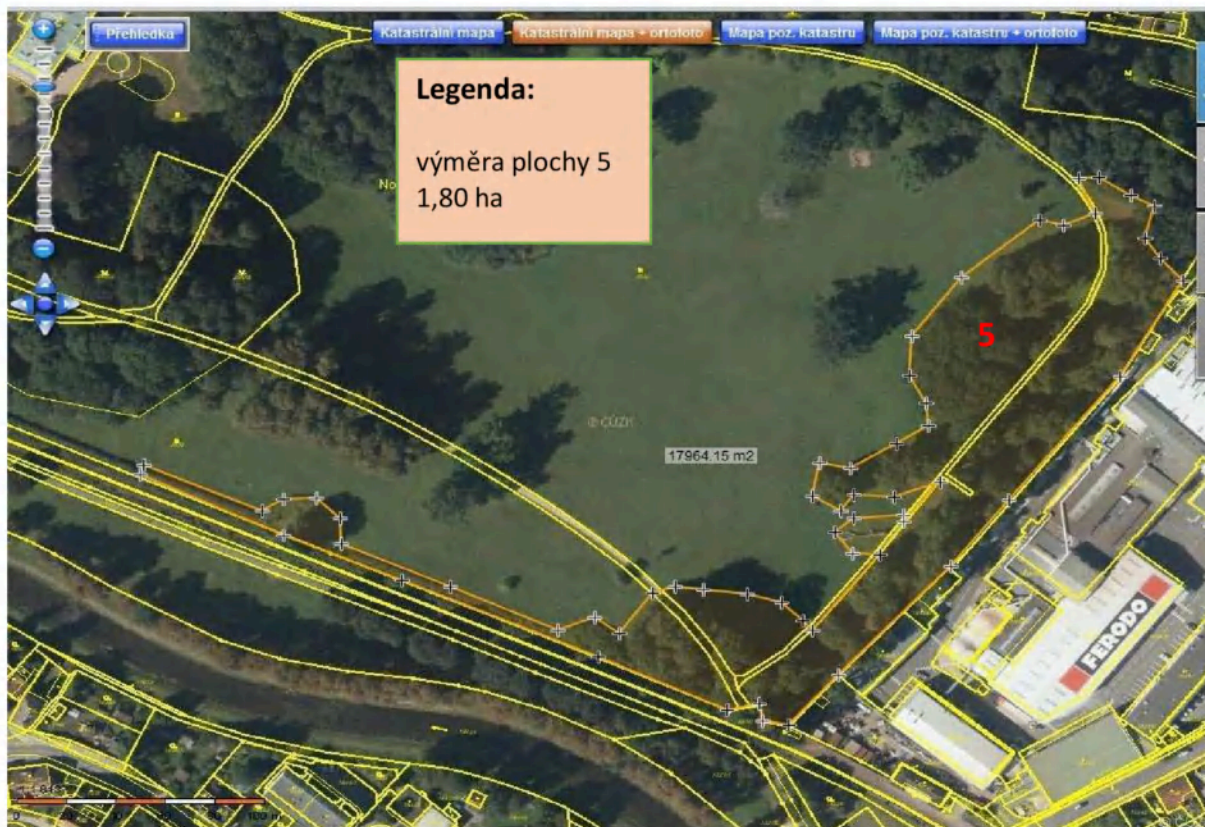 Přehledka
Katastrální mapa
Katastrální mapa + ortofoto
Mapa poz. katastru
Mapa poz. katastru + ortofoto
Legenda:
výměra plochy 5
1,80 ha
5
© ČÚZK
17964.15 m2
FERODO